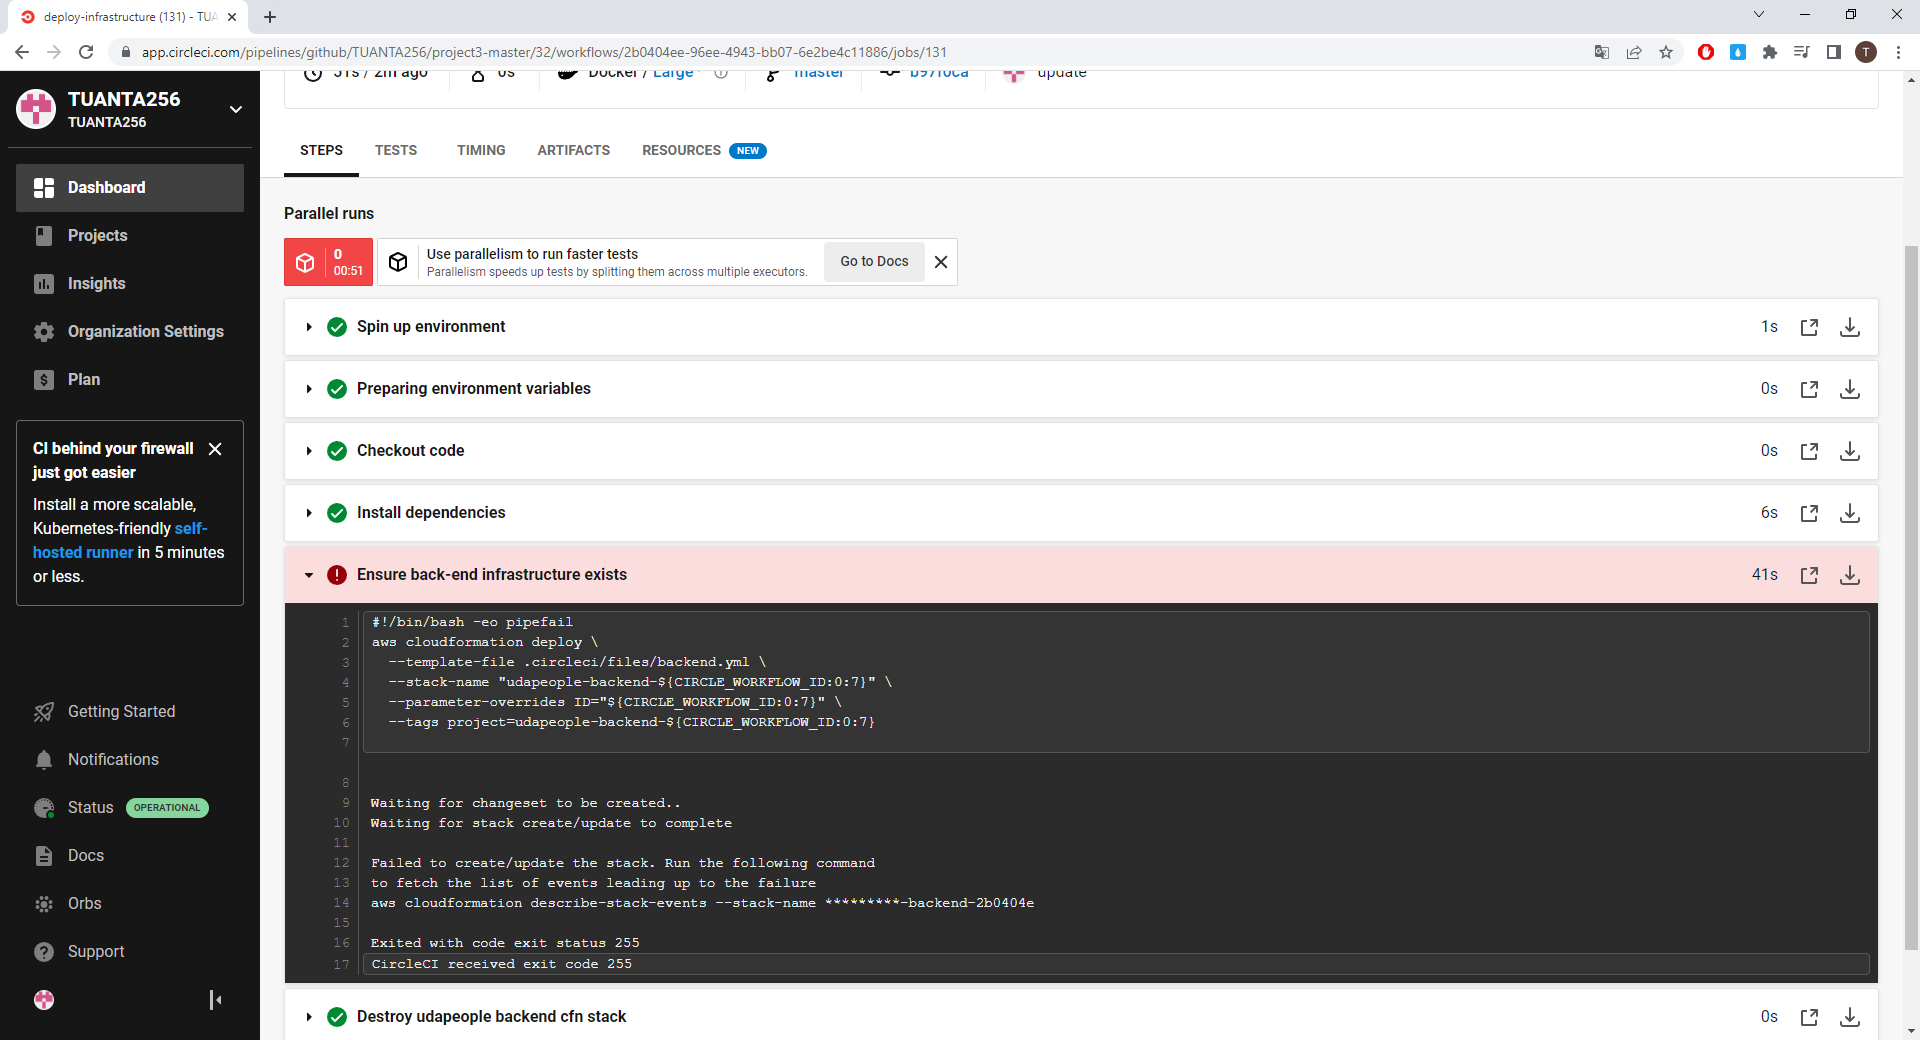 deploy-infrastructure (131) - TUA
app.circleci.com/pipelines/github/TUANTA256/project3-master/32/workflows/2b0404ee-96ee-4943-bb07-6e2be4c11886/jobs/131
T
TUANTA256
TUANTA256
Dashboard
Projects
Insights
Organization Settings
Plan
CI behind your firewall
just got easier
Install a more scalable,
Kubernetes-friendly self-
hosted runner in 5 minutes
or less.
Getting Started
Notifications
Status OPERATIONAL
Docs
Orbs
Support
51s / 2m ago
0s
Docker / Large
master
b97f0ca
update
STEPS TESTS TIMING ARTIFACTS RESOURCES NEW
Parallel runs
0
00:51
Use parallelism to run faster tests
Parallelism speeds up tests by splitting them across multiple executors.
Go to Docs
Spin up environment 1s
Preparing environment variables 0s
Checkout code 0s
Install dependencies 6s
Ensure back-end infrastructure exists 41s
1 #!/bin/bash -eo pipefail
2 aws cloudformation deploy \
3 --template-file .circleci/files/backend.yml \
4 --stack-name "udapeople-backend-${CIRCLE_WORKFLOW_ID:0:7}" \
5 --parameter-overrides ID="${CIRCLE_WORKFLOW_ID:0:7}" \
6 --tags project=udapeople-backend-${CIRCLE_WORKFLOW_ID:0:7}
7
8
9 Waiting for changeset to be created..
10 Waiting for stack create/update to complete
11
12 Failed to create/update the stack. Run the following command
13 to fetch the list of events leading up to the failure
14 aws cloudformation describe-stack-events --stack-name *********-backend-2b0404e
15
16 Exited with code exit status 255
17 CircleCI received exit code 255
Destroy udapeople backend cfn stack 0s